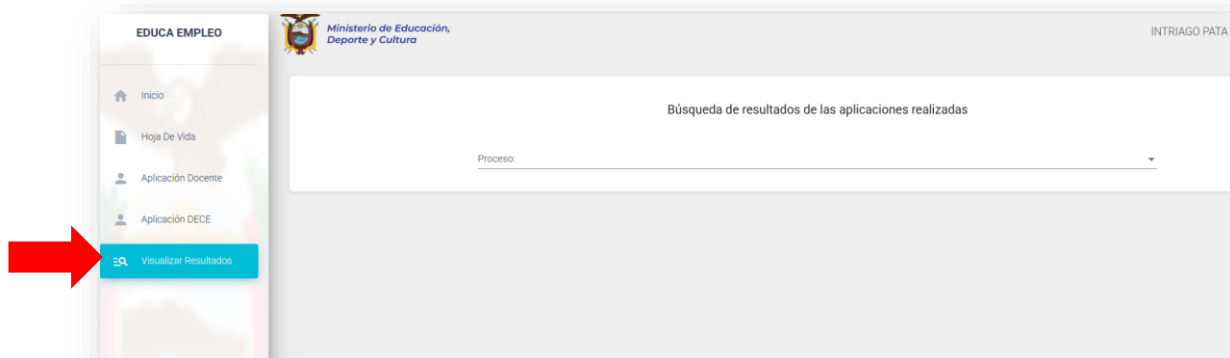 EDUCA EMPLEO
Inicio
Hoja De Vida
Aplicación Docente
Aplicación DECE
Visualizar Resultados
Ministerio de Educación,
Deporte y Cultura
INTRIAGO PATA
Búsqueda de resultados de las aplicaciones realizadas
Proceso: